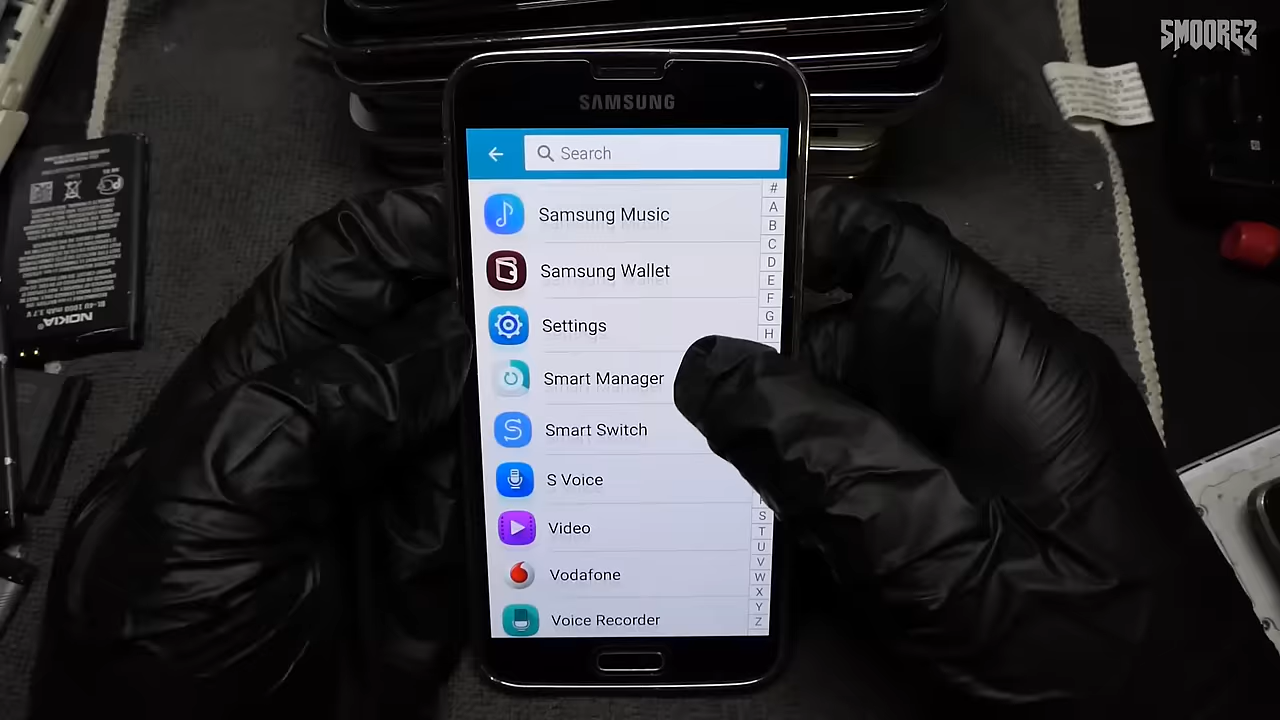 SMOOREZ
SAMSUNG
Search
Samsung Music
Samsung Wallet
Settings
Smart Manager
Smart Switch
S Voice
Video
Vodafone
Voice Recorder
#
A
B
C
D
E
F
G
H
S
T
U
V
W
X
Y
Z
NOKIA